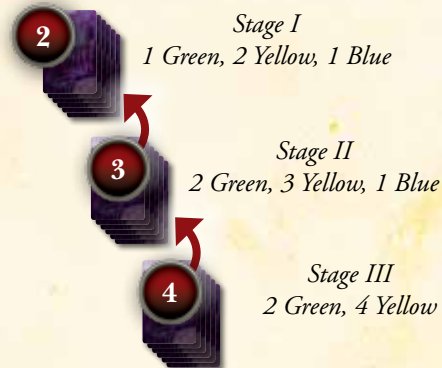 2
Stage I
1 Green, 2 Yellow, 1 Blue
3
Stage II
2 Green, 3 Yellow, 1 Blue
4
Stage III
2 Green, 4 Yellow